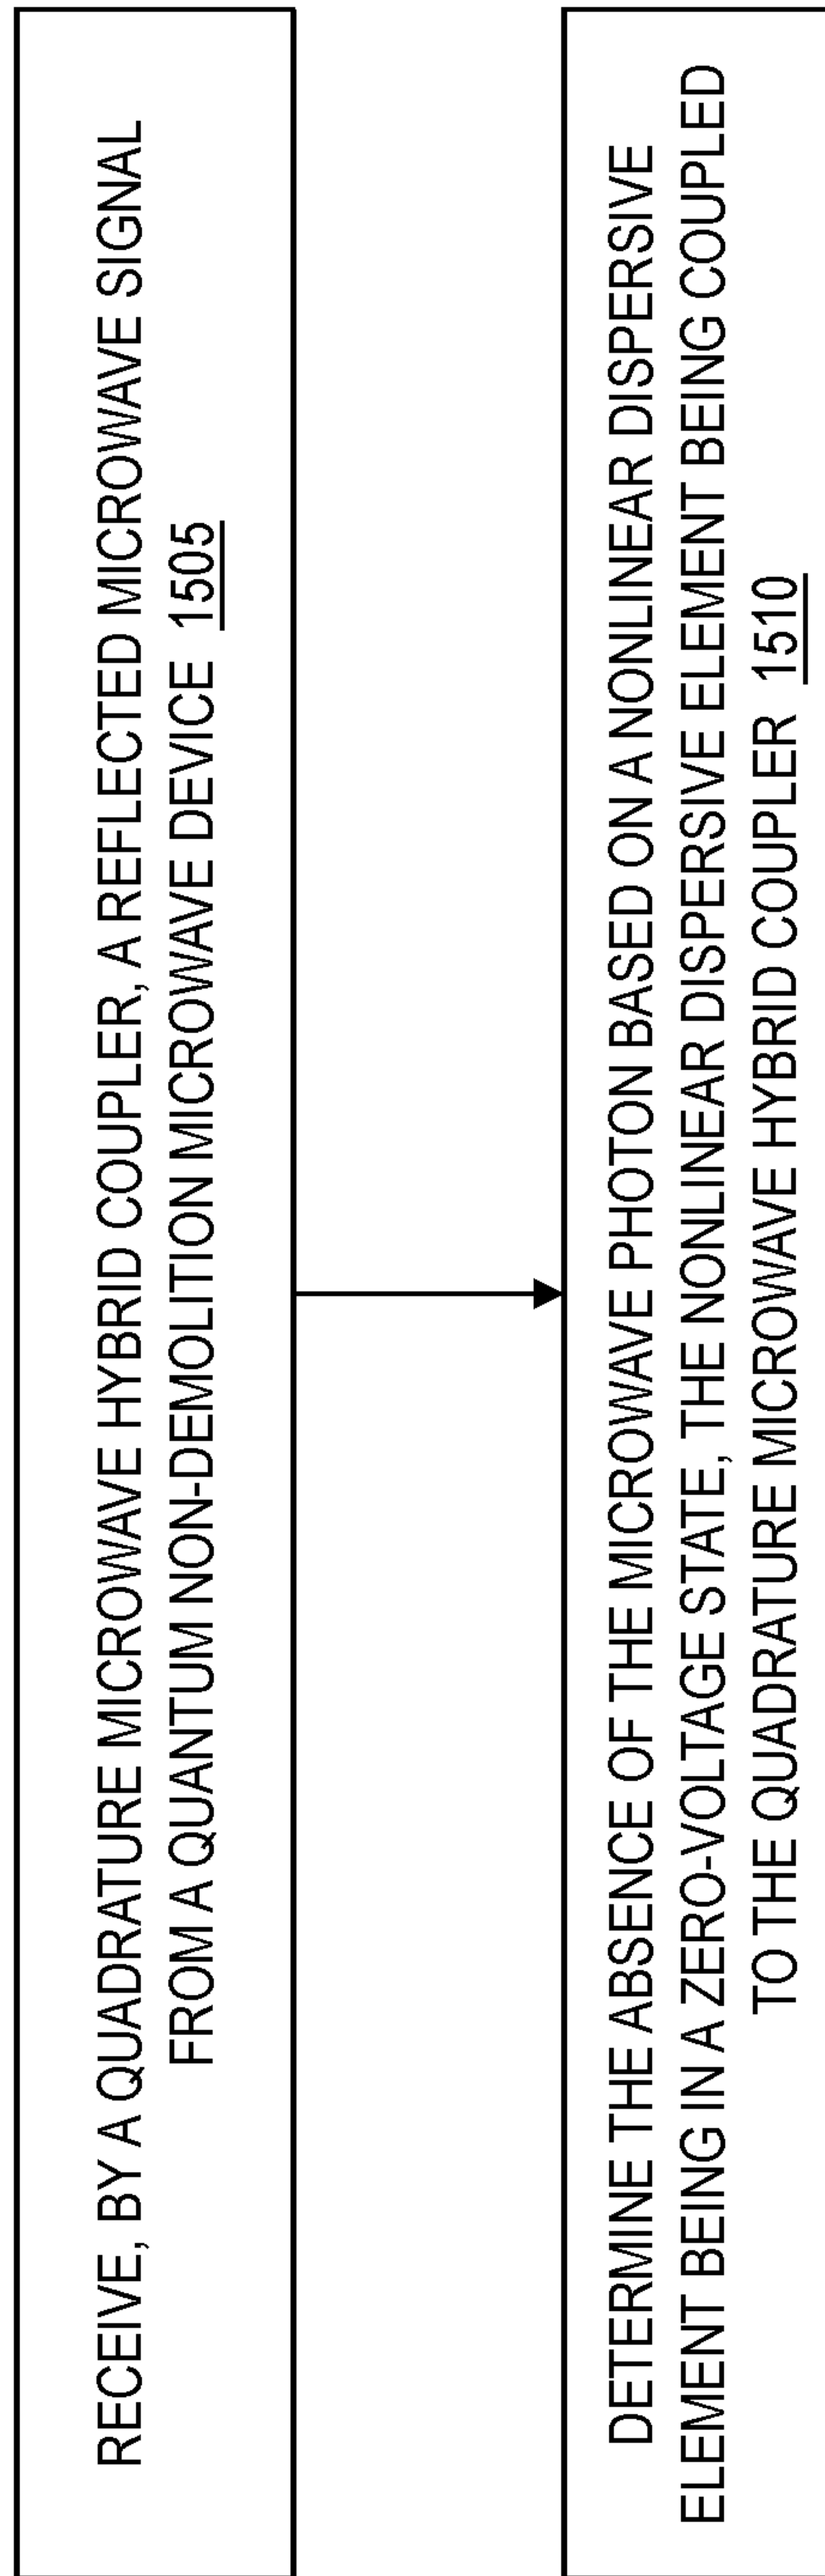 RECEIVE, BY A QUADRATURE MICROWAVE HYBRID COUPLER, A REFLECTED MICROWAVE SIGNAL
FROM A QUANTUM NON-DEMOLITION MICROWAVE DEVICE 1505
DETERMINE THE ABSENCE OF THE MICROWAVE PHOTON BASED ON A NONLINEAR DISPERSIVE
ELEMENT BEING IN A ZERO-VOLTAGE STATE, THE NONLINEAR DISPERSIVE ELEMENT BEING COUPLED
TO THE QUADRATURE MICROWAVE HYBRID COUPLER 1510